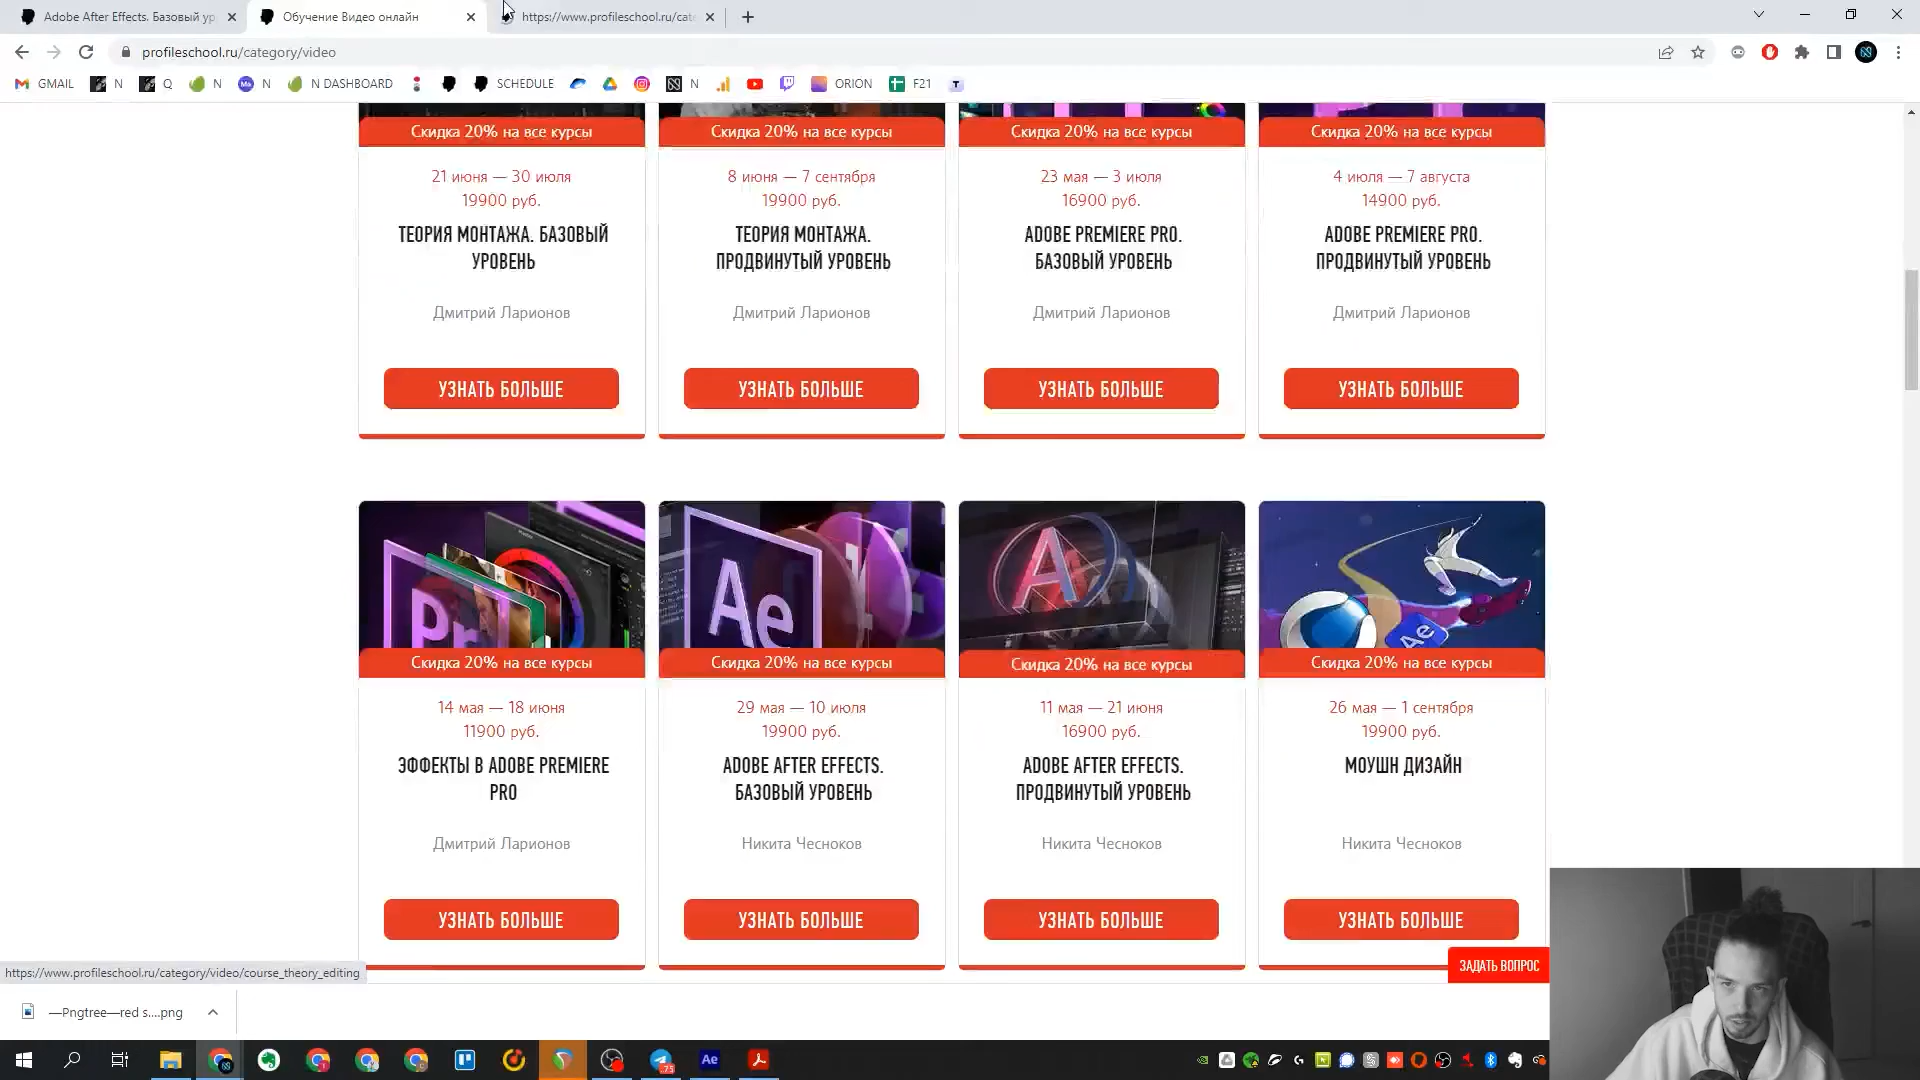 Adobe After Effects. Базовый ур
Обучение Видео онлайн
https://www.profileschool.ru/cate
profileschool.ru/category/video
GMAIL
N
Q
N
N
N DASHBOARD
SCHEDULE
N
ORION
F21
T
Скидка 20% на все курсы
21 июня — 30 июля
19900 руб.
ТЕОРИЯ МОНТАЖА. БАЗОВЫЙ
УРОВЕНЬ
Дмитрий Ларионов
УЗНАТЬ БОЛЬШЕ
Скидка 20% на все курсы
8 июня — 7 сентября
19900 руб.
ТЕОРИЯ МОНТАЖА.
ПРОДВИНУТЫЙ УРОВЕНЬ
Дмитрий Ларионов
УЗНАТЬ БОЛЬШЕ
Скидка 20% на все курсы
23 мая — 3 июля
16900 руб.
ADOBE PREMIERE PRO.
БАЗОВЫЙ УРОВЕНЬ
Дмитрий Ларионов
УЗНАТЬ БОЛЬШЕ
Скидка 20% на все курсы
4 июля — 7 августа
14900 руб.
ADOBE PREMIERE PRO.
ПРОДВИНУТЫЙ УРОВЕНЬ
Дмитрий Ларионов
УЗНАТЬ БОЛЬШЕ
Pr
Скидка 20% на все курсы
14 мая — 18 июня
11900 руб.
ЭФФЕКТЫ В ADOBE PREMIERE
PRO
Дмитрий Ларионов
УЗНАТЬ БОЛЬШЕ
Ae
Скидка 20% на все курсы
29 мая — 10 июля
19900 руб.
ADOBE AFTER EFFECTS.
БАЗОВЫЙ УРОВЕНЬ
Никита Чесноков
УЗНАТЬ БОЛЬШЕ
A
Скидка 20% на все курсы
11 мая — 21 июня
16900 руб.
ADOBE AFTER EFFECTS.
ПРОДВИНУТЫЙ УРОВЕНЬ
Никита Чесноков
УЗНАТЬ БОЛЬШЕ
Ae
Скидка 20% на все курсы
26 мая — 1 сентября
19900 руб.
МОУШН ДИЗАЙН
Никита Чесноков
УЗНАТЬ БОЛЬШЕ
ЗАДАТЬ ВОПРОС
https://www.profileschool.ru/category/video/course_theory_editing
—Pngtree—red s....png
Ae